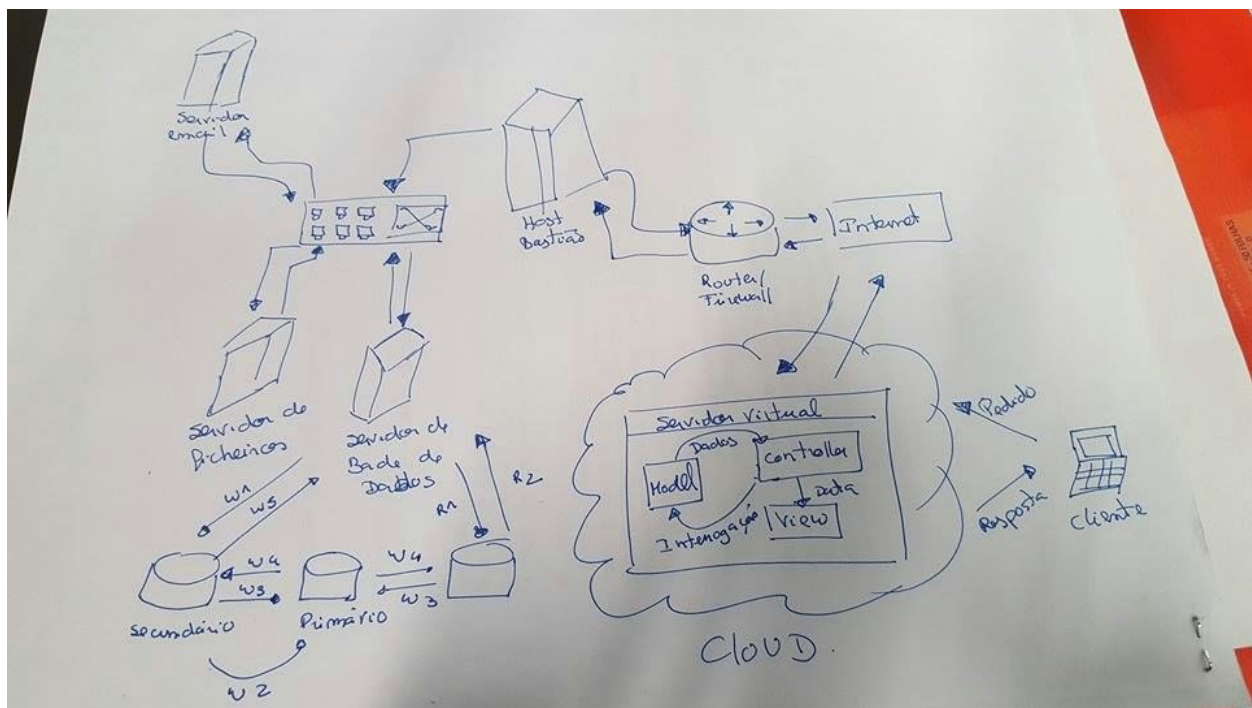 Servidor
email
Host
Bastião
Router/
Firewall
Internet
Servidor de
Ficheiros
Servidor de
Bade de
Dados
W1
W5
R1
R2
W4
W3
W4
W3
Secundário
Primário
W2
Servidor Virtual
Dados
Model
Controller
Data
Interrogação
View
CLOUD.
Pedido
Resposta
Cliente